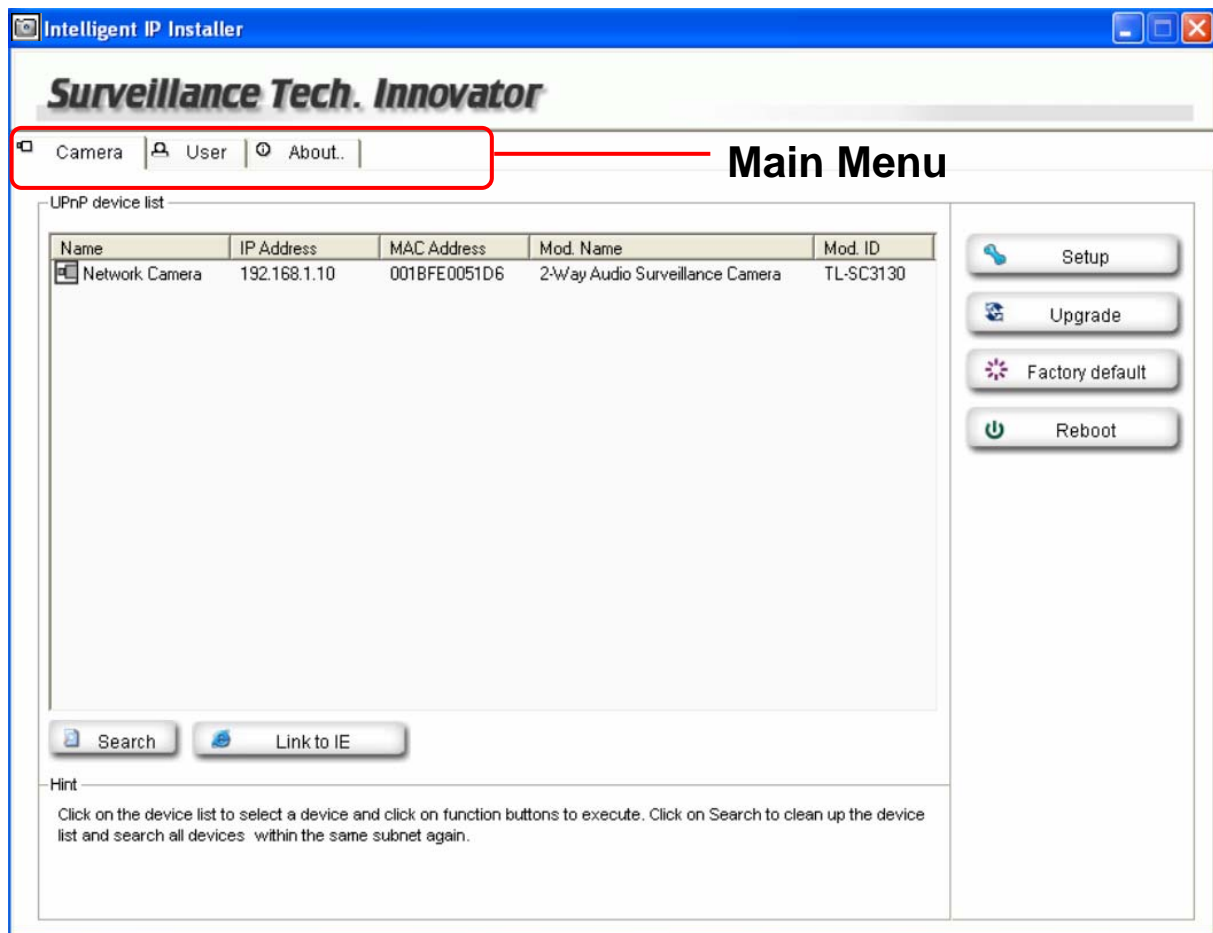 Intelligent IP Installer
Surveillance Tech. Innovator
Camera User About..
Main Menu
UPnP device list
Name IP Address MAC Address Mod. Name Mod. ID
Network Camera 192.168.1.10 001BFE0051D6 2-Way Audio Surveillance Camera TL-SC3130
Setup
Upgrade
Factory default
Reboot
Search Link to IE
Hint
Click on the device list to select a device and click on function buttons to execute. Click on Search to clean up the device
list and search all devices within the same subnet again.